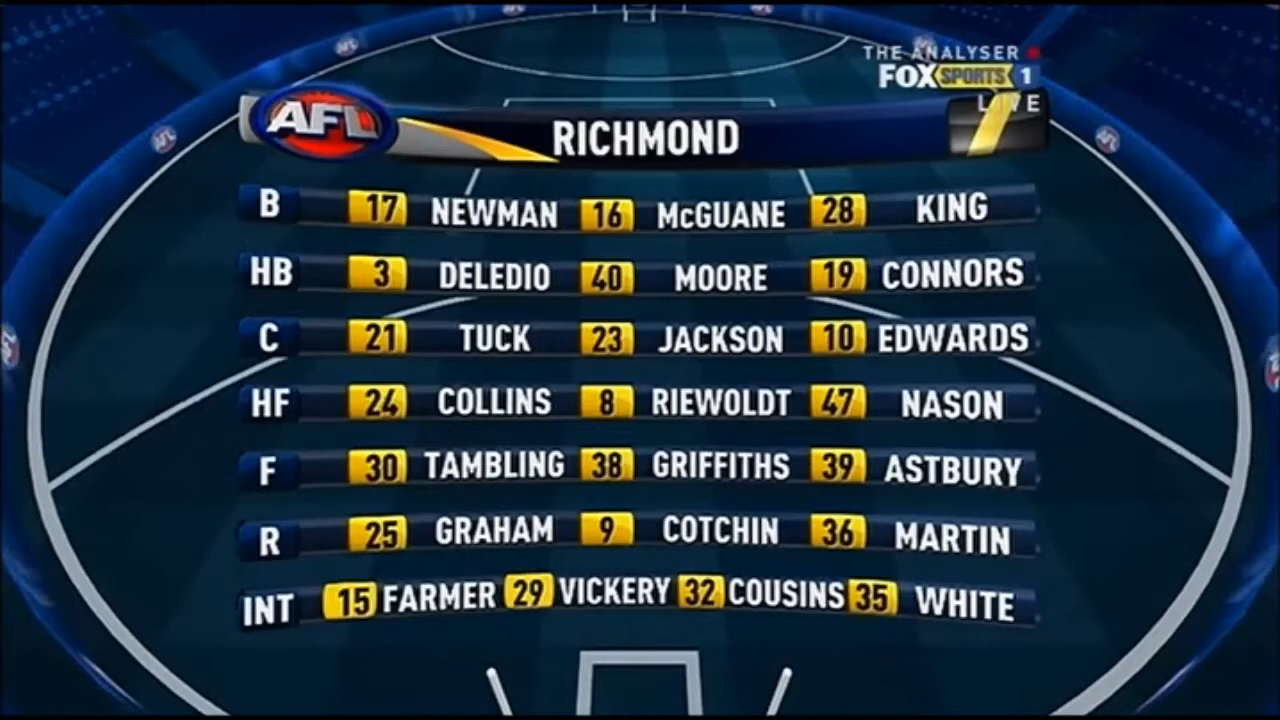 THE ANALYSER
FOX SPORTS 1
LIVE
AFL RICHMOND 7
B 17 NEWMAN 16 McGUANE 28 KING
HB 3 DELEDIO 40 MOORE 19 CONNORS
C 21 TUCK 23 JACKSON 10 EDWARDS
HF 24 COLLINS 8 RIEWOLDT 47 NASON
F 30 TAMBLING 38 GRIFFITHS 39 ASTBURY
R 25 GRAHAM 9 COTCHIN 36 MARTIN
INT 15 FARMER 29 VICKERY 32 COUSINS 35 WHITE